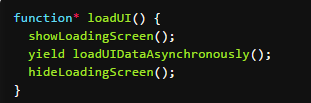 function* loadUI() {
  showLoadingScreen();
  yield loadUIDataAsynchronously();
  hideLoadingScreen();
}